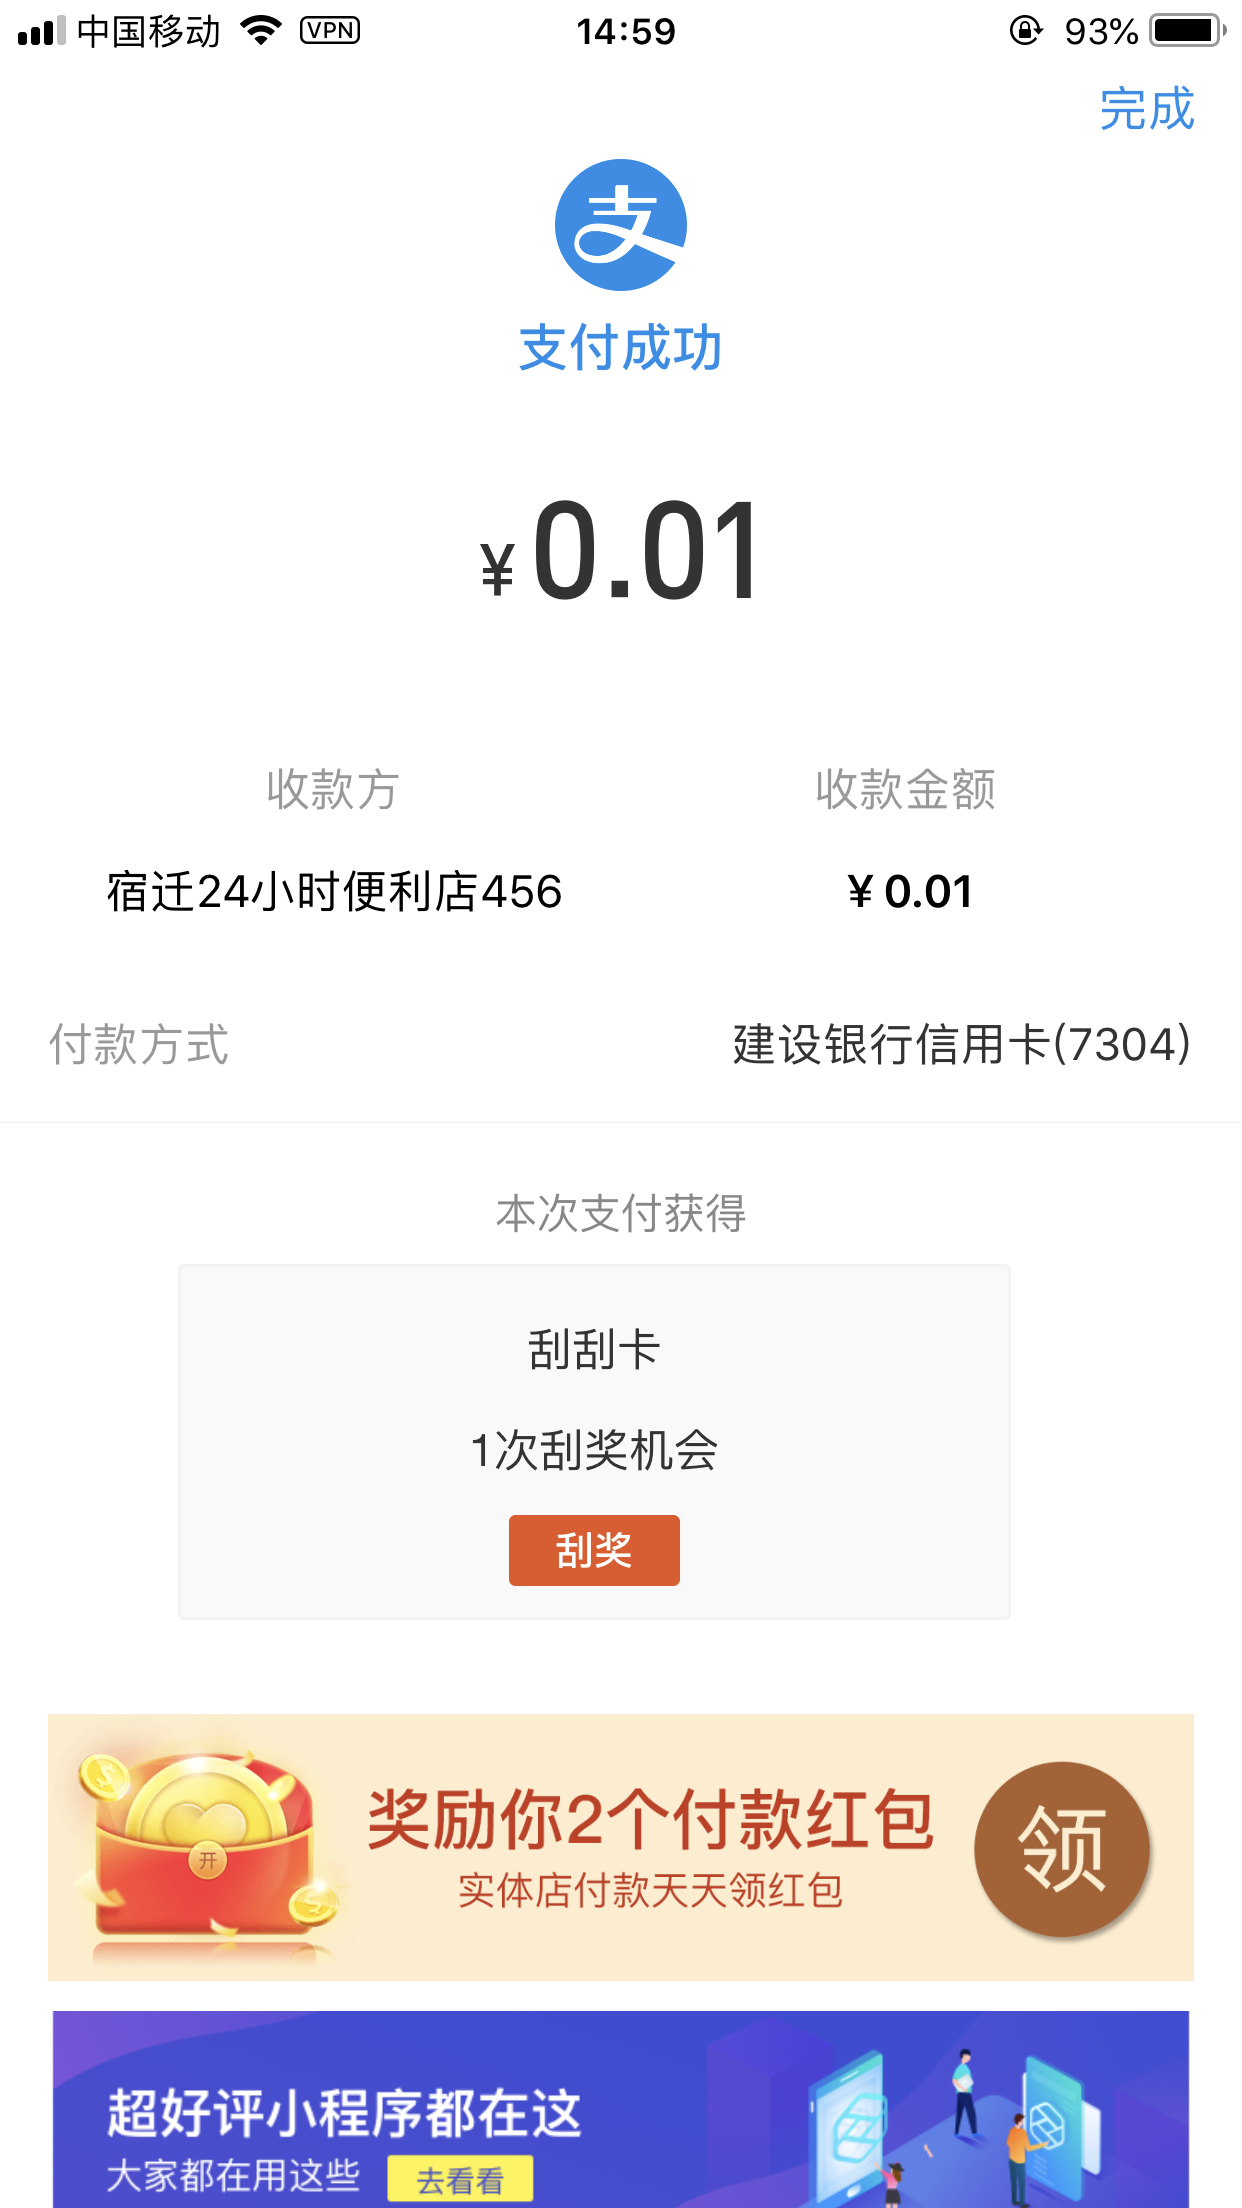 中国移动 VPN 14:59 93%
完成
支
支付成功
¥0.01
收款方 收款金额
宿迁24小时便利店456 ¥0.01
付款方式 建设银行信用卡(7304)
本次支付获得
刮刮卡
1次刮奖机会
刮奖
奖励你2个付款红包
实体店付款天天领红包
开
领
超好评小程序都在这
大家都在用这些 去看看